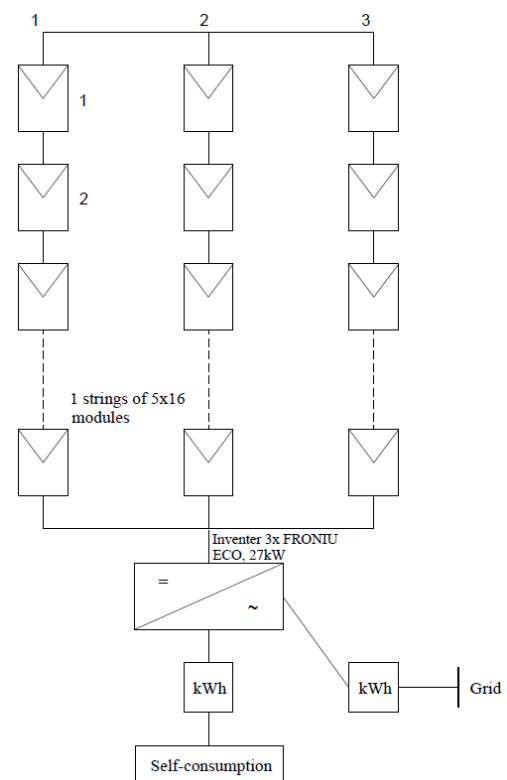 1 2 3
1
2
1 strings of 5x16
modules
Inventer 3x FRONIU
ECO, 27kW
=
~
kWh
kWh
Grid
Self-consumption